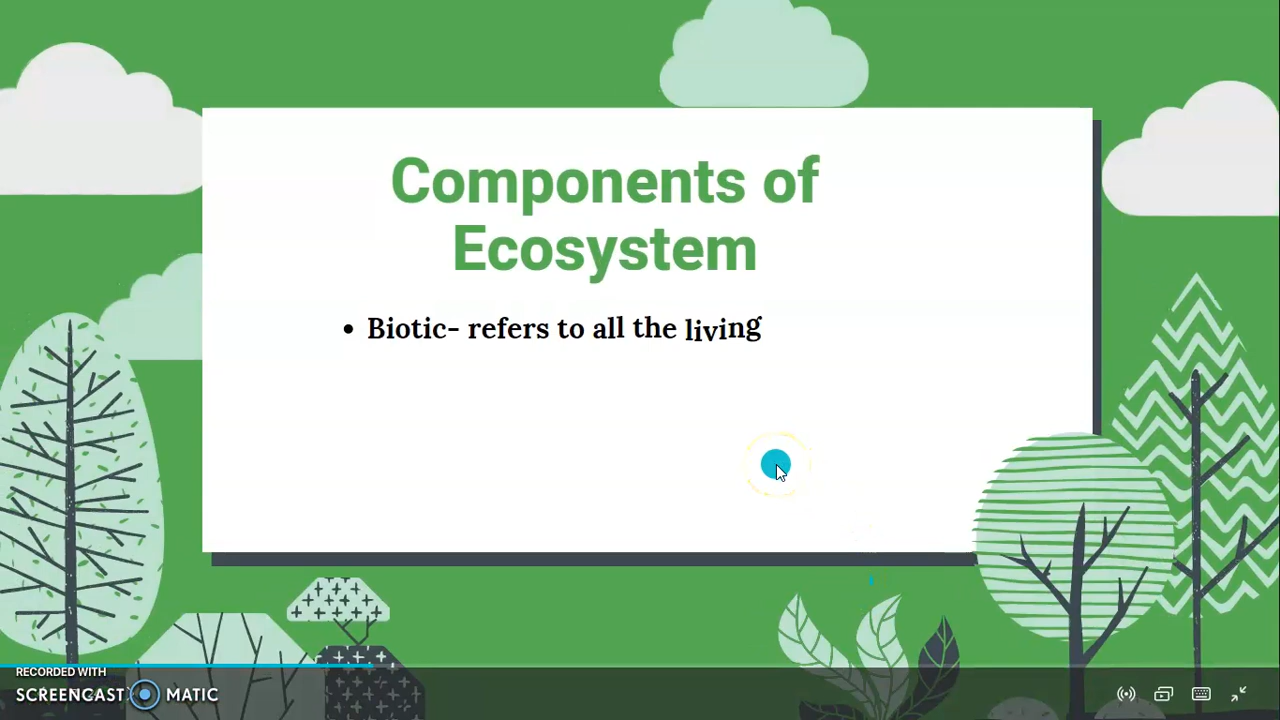 Components of
Ecosystem
• Biotic- refers to all the living
RECORDED WITH
SCREENCAST MATIC